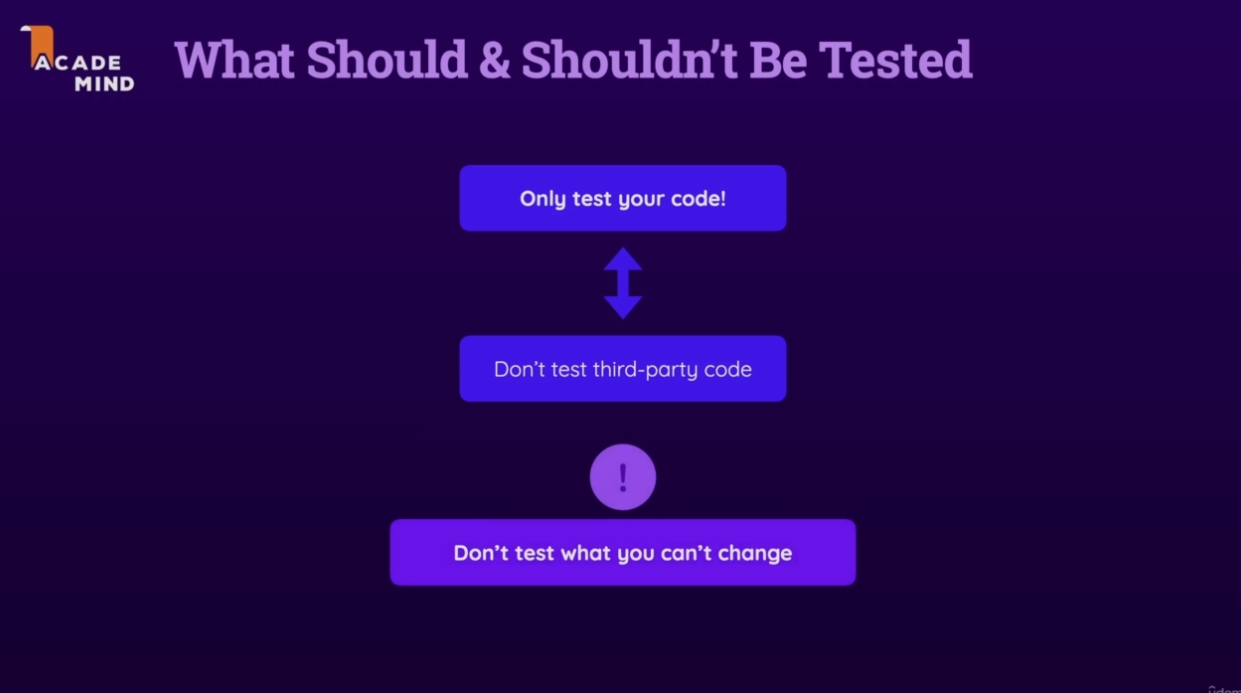 ACADE
MIND
What Should & Shouldn't Be Tested
Only test your code!
Don't test third-party code
!
Don't test what you can't change